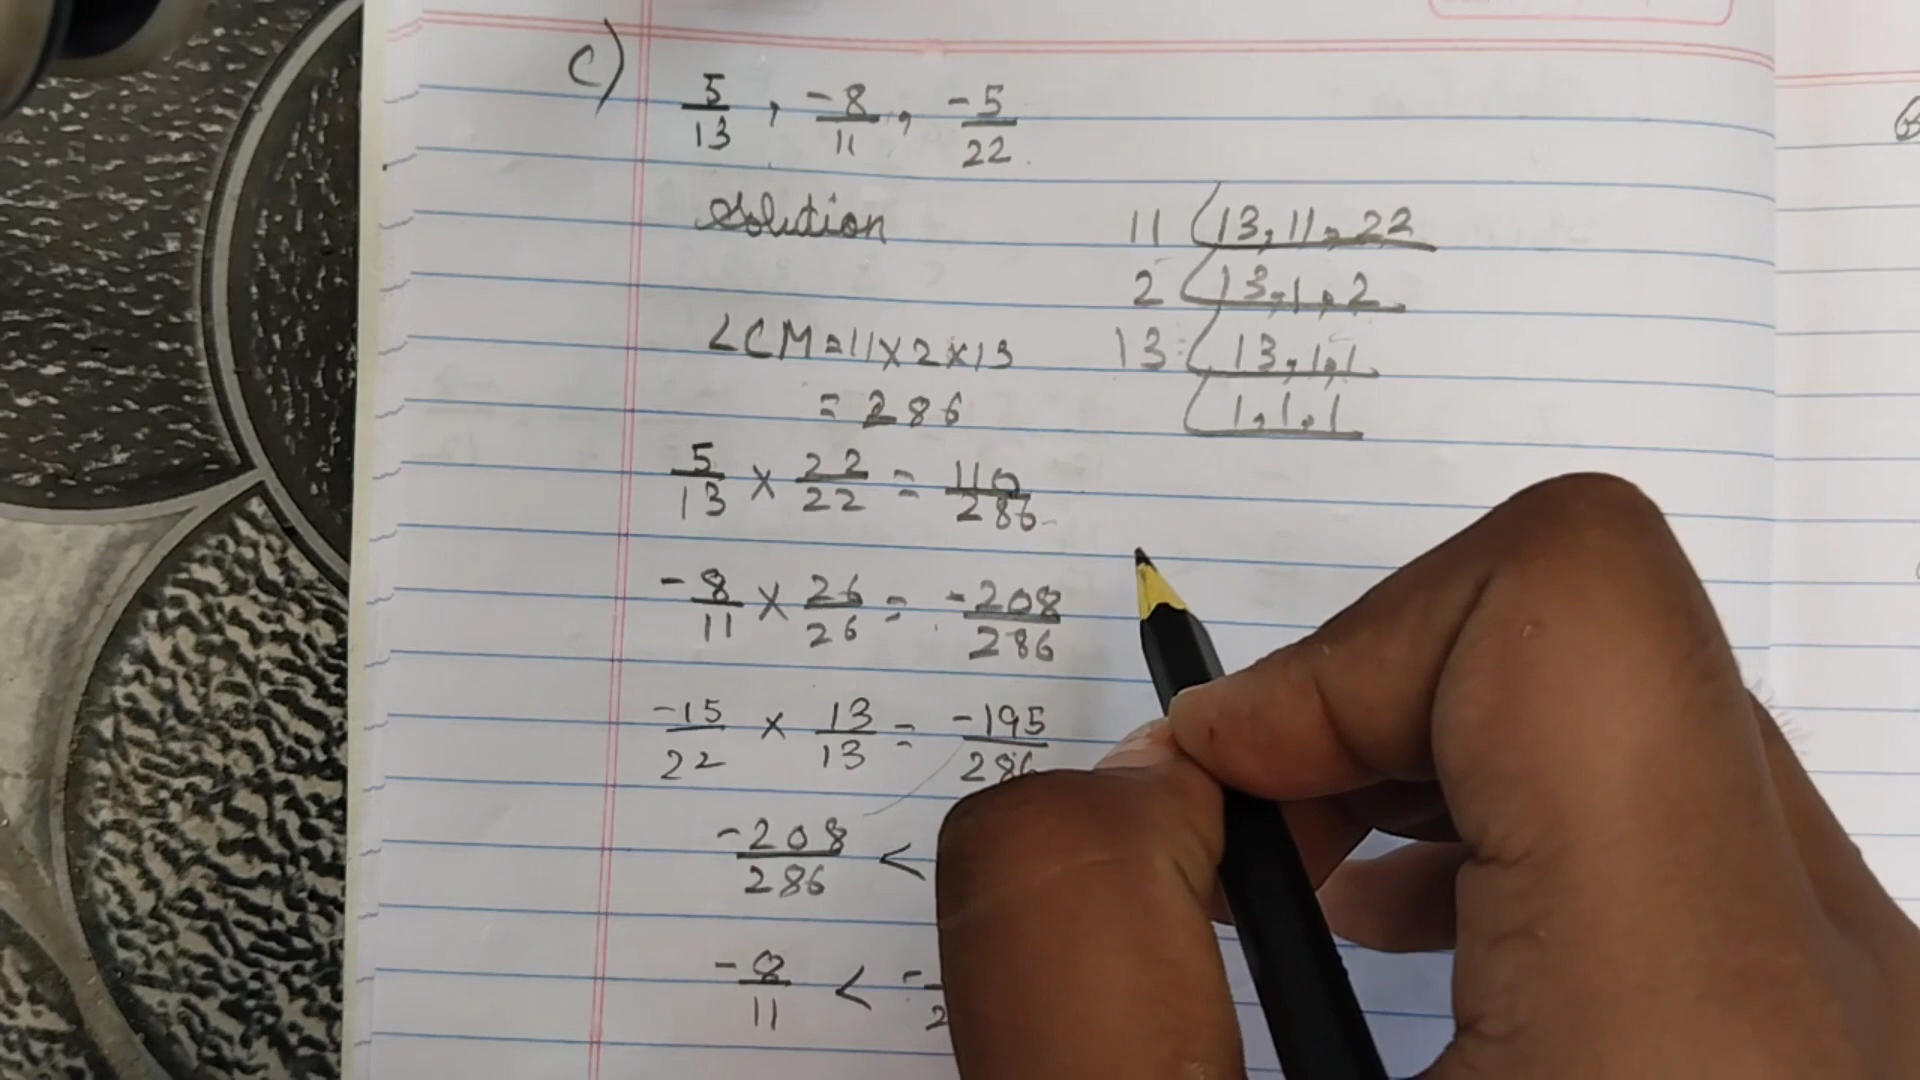 c) 5/13 , -8/11 , -5/22
Solution
11 13, 11, 22
2 13, 1, 2
LCM = 11 x 2 x 13
13 13, 1, 1
= 286
1, 1, 1
5/13 x 22/22 = 110/286
-8/11 x 26/26 = -208/286
-15/22 x 13/13 = -195/286
-208/286 <
-8/11 < -